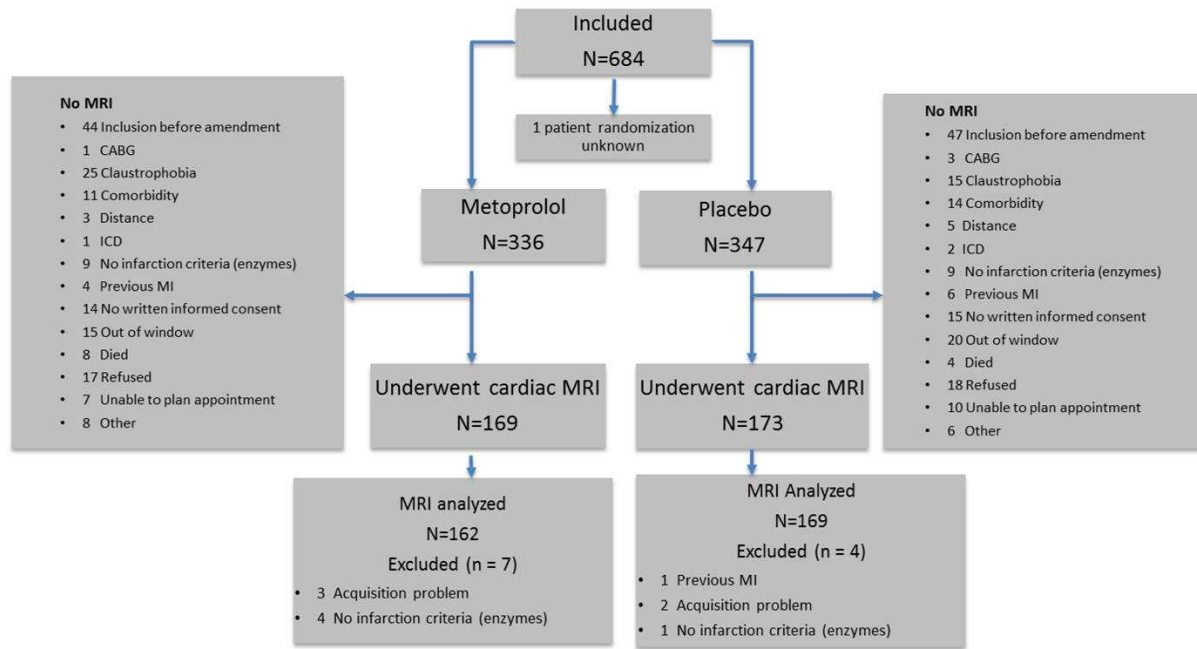 Included
N=684
1 patient randomization
unknown
No MRI
• 44 Inclusion before amendment
• 1 CABG
• 25 Claustrophobia
• 11 Comorbidity
• 3 Distance
• 1 ICD
• 9 No infarction criteria (enzymes)
• 4 Previous MI
• 14 No written informed consent
• 15 Out of window
• 8 Died
• 17 Refused
• 7 Unable to plan appointment
• 8 Other
Metoprolol
N=336
Placebo
N=347
No MRI
• 47 Inclusion before amendment
• 3 CABG
• 15 Claustrophobia
• 14 Comorbidity
• 5 Distance
• 2 ICD
• 9 No infarction criteria (enzymes)
• 6 Previous MI
• 15 No written informed consent
• 20 Out of window
• 4 Died
• 18 Refused
• 10 Unable to plan appointment
• 6 Other
Underwent cardiac MRI
N=169
Underwent cardiac MRI
N=173
MRI analyzed
N=162
Excluded (n = 7)
• 3 Acquisition problem
• 4 No infarction criteria (enzymes)
MRI Analyzed
N=169
Excluded (n = 4)
• 1 Previous MI
• 2 Acquisition problem
• 1 No infarction criteria (enzymes)